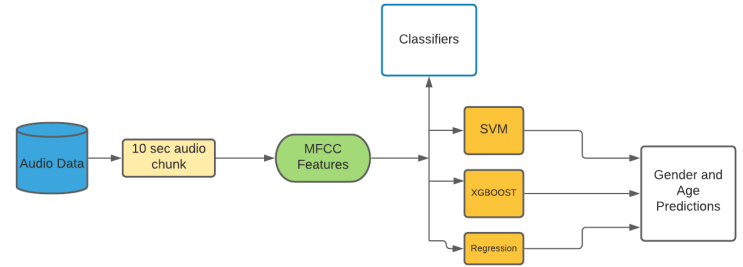 Classifiers
Audio Data
10 sec audio
chunk
MFCC
Features
SVM
XGBOOST
Regression
Gender and
Age
Predictions